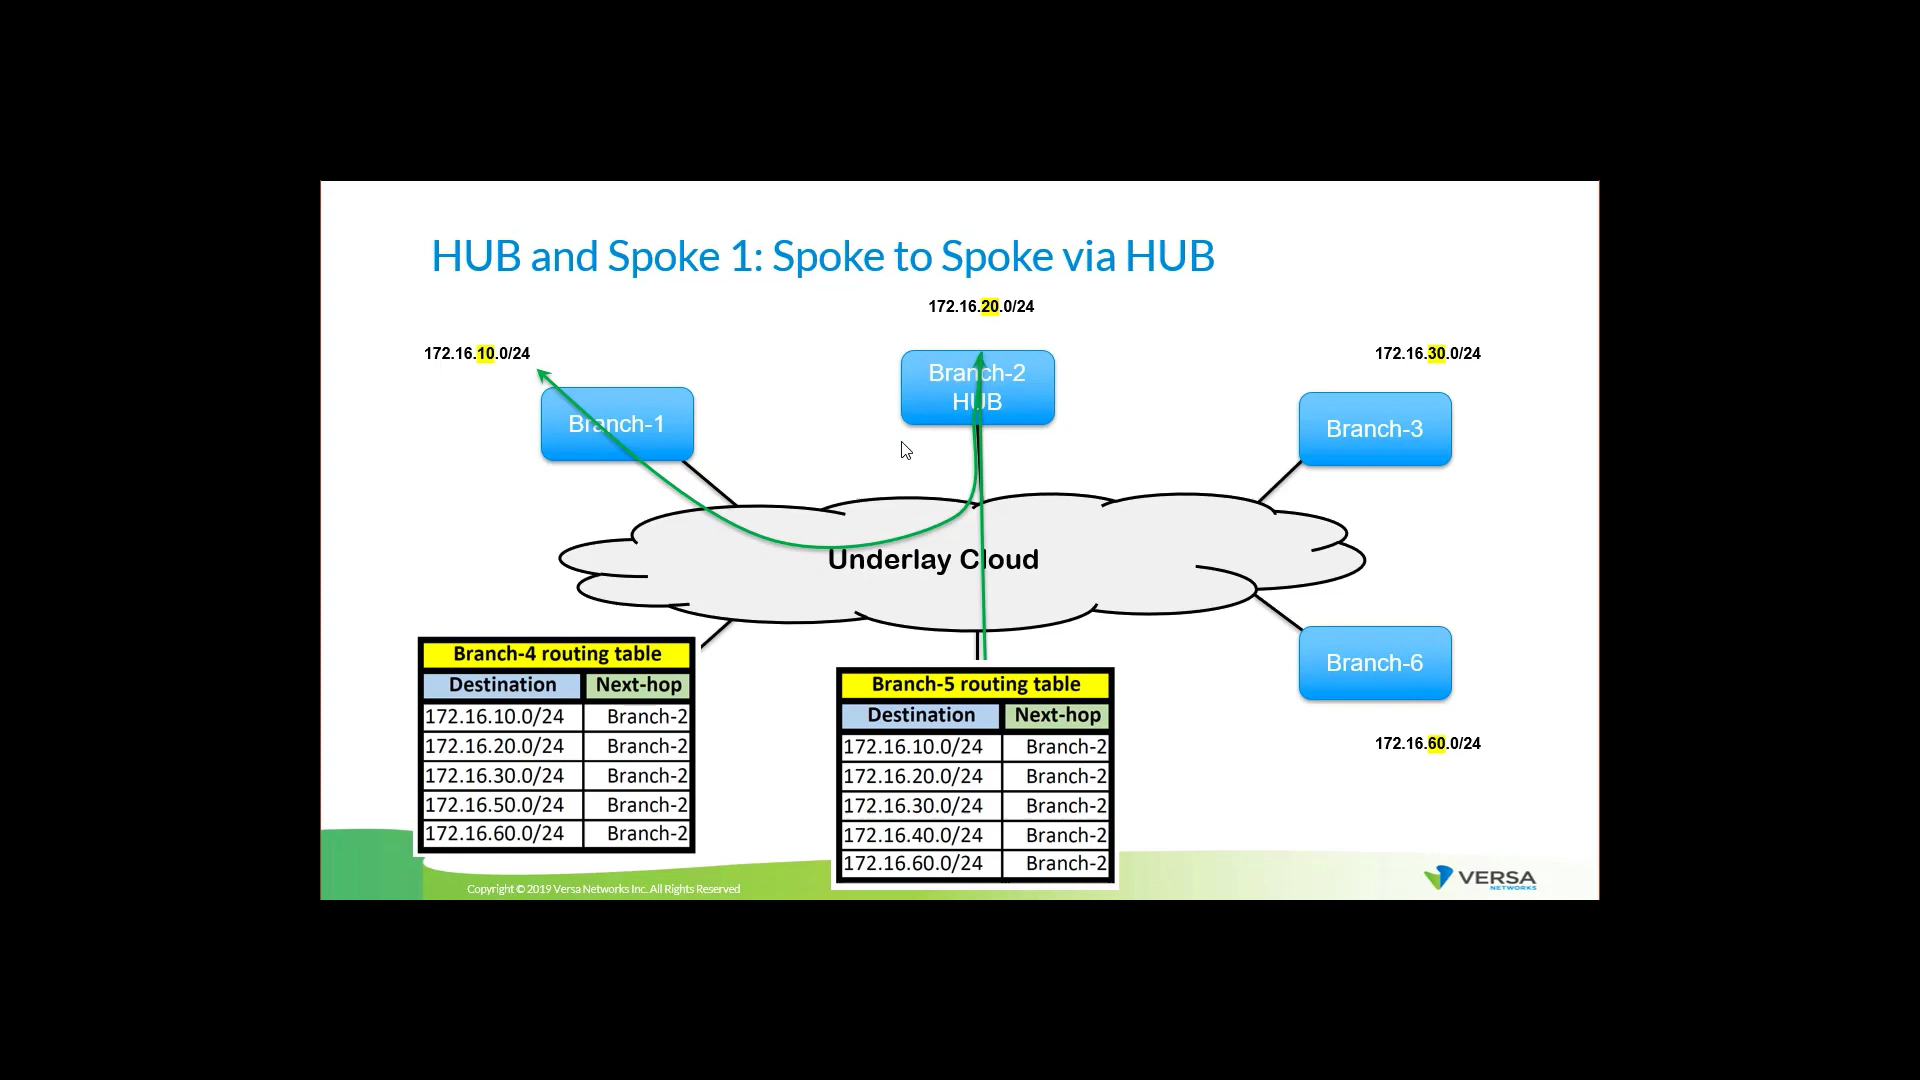 HUB and Spoke 1: Spoke to Spoke via HUB
172.16.20.0/24
172.16.10.0/24
172.16.30.0/24
Branch-2
HUB
Branch-1
Branch-3
Underlay Cloud
Branch-6
172.16.60.0/24
Branch-4 routing table
Destination Next-hop
172.16.10.0/24 Branch-2
172.16.20.0/24 Branch-2
172.16.30.0/24 Branch-2
172.16.50.0/24 Branch-2
172.16.60.0/24 Branch-2
Branch-5 routing table
Destination Next-hop
172.16.10.0/24 Branch-2
172.16.20.0/24 Branch-2
172.16.30.0/24 Branch-2
172.16.40.0/24 Branch-2
172.16.60.0/24 Branch-2
Copyright © 2019 Versa Networks Inc. All Rights Reserved
VERSA
NETWORKS